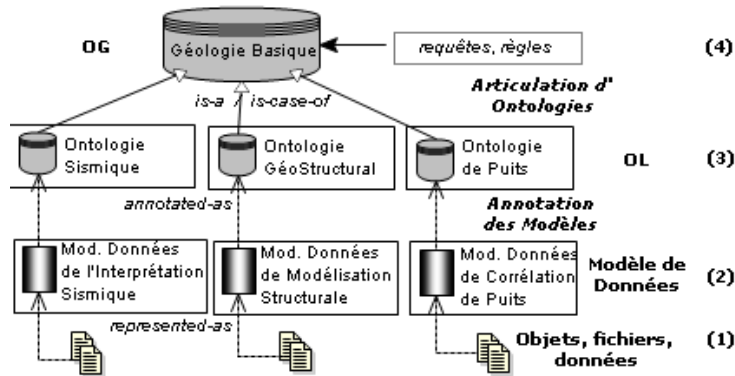 OG
Géologie Basique
requêtes, règles
(4)
Articulation d'
Ontologies
is-a / is-case-of
Ontologie
Sismique
Ontologie
GéoStructural
Ontologie
de Puits
OL
(3)
annotated-as
Annotation
des Modèles
Mod. Données
de l'Interprétation
Sismique
Mod. Données
de Modélisation
Structurale
Mod. Données
de Corrélation
de Puits
Modèle de
Données
(2)
represented-as
Objets, fichiers,
données
(1)